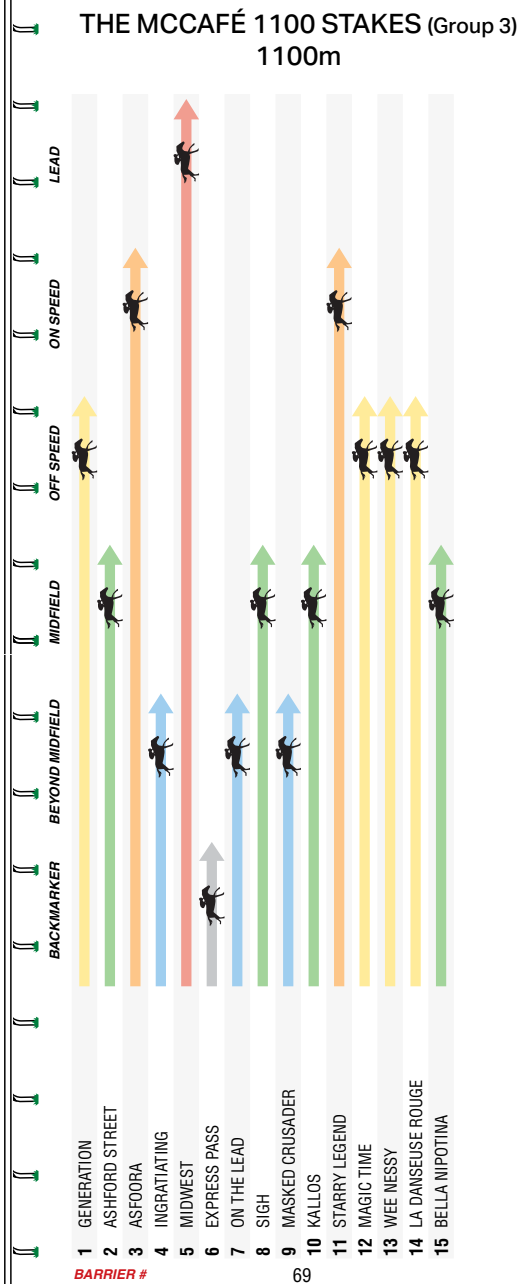 THE MCCAFÉ 1100 STAKES (Group 3)
1100m
LEAD
ON SPEED
OFF SPEED
MIDFIELD
BEYOND MIDFIELD
BACKMARKER
1 GENERATION
2 ASHFORD STREET
3 ASFOORA
4 INGRATIATING
5 MIDWEST
6 EXPRESS PASS
7 ON THE LEAD
8 SIGH
9 MASKED CRUSADER
10 KALLOS
11 STARRY LEGEND
12 MAGIC TIME
13 WEE NESSY
14 LA DANSEUSE ROUGE
15 BELLA NIPOTINA
BARRIER #
69